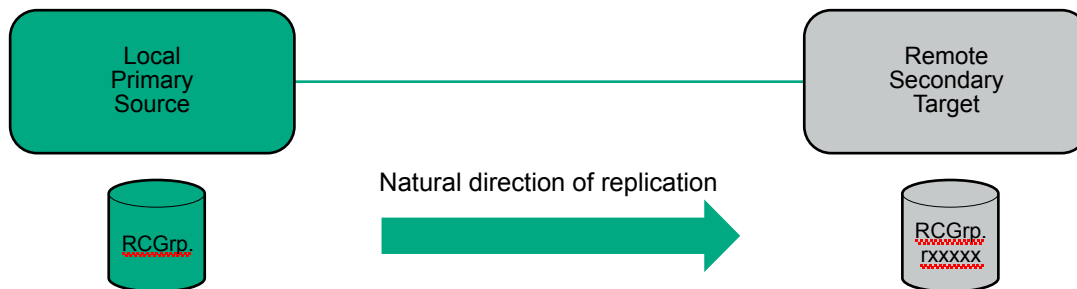 Local
Primary
Source
Remote
Secondary
Target
Natural direction of replication
RCGrp.
RCGrp.
rxxxxx